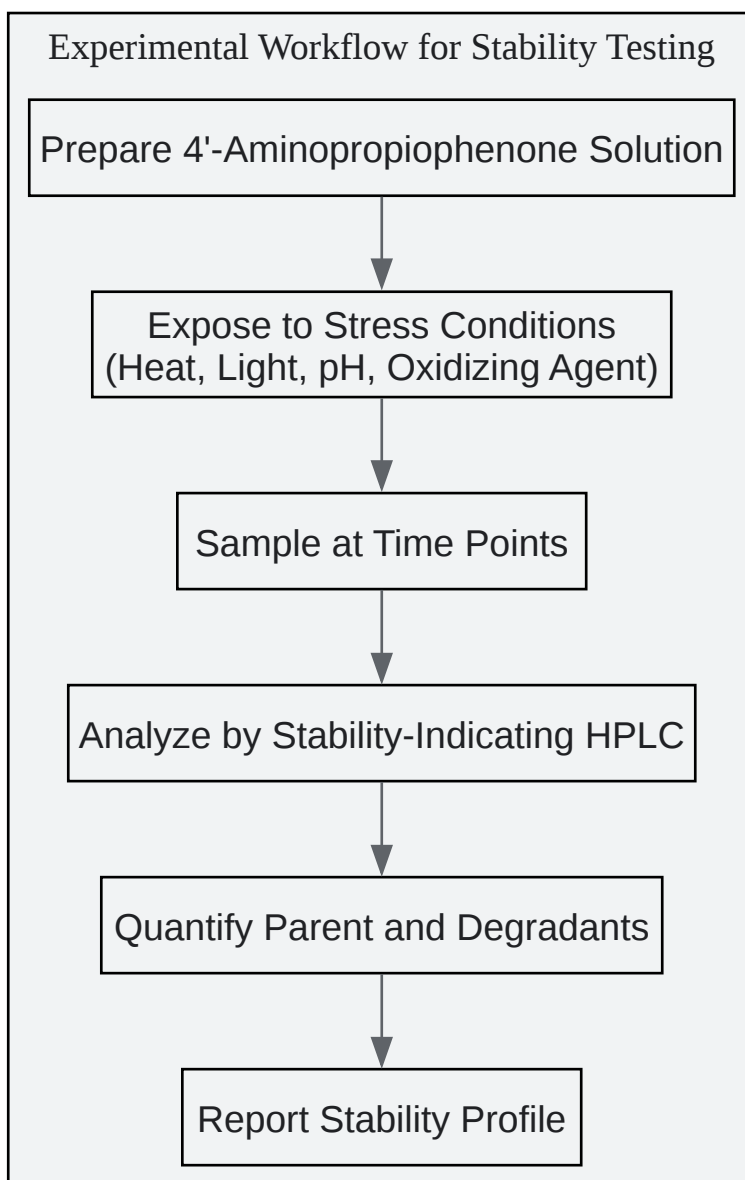 Experimental Workflow for Stability Testing
Prepare 4'-Aminopropiophenone Solution
Expose to Stress Conditions
(Heat, Light, pH, Oxidizing Agent)
Sample at Time Points
Analyze by Stability-Indicating HPLC
Quantify Parent and Degradants
Report Stability Profile